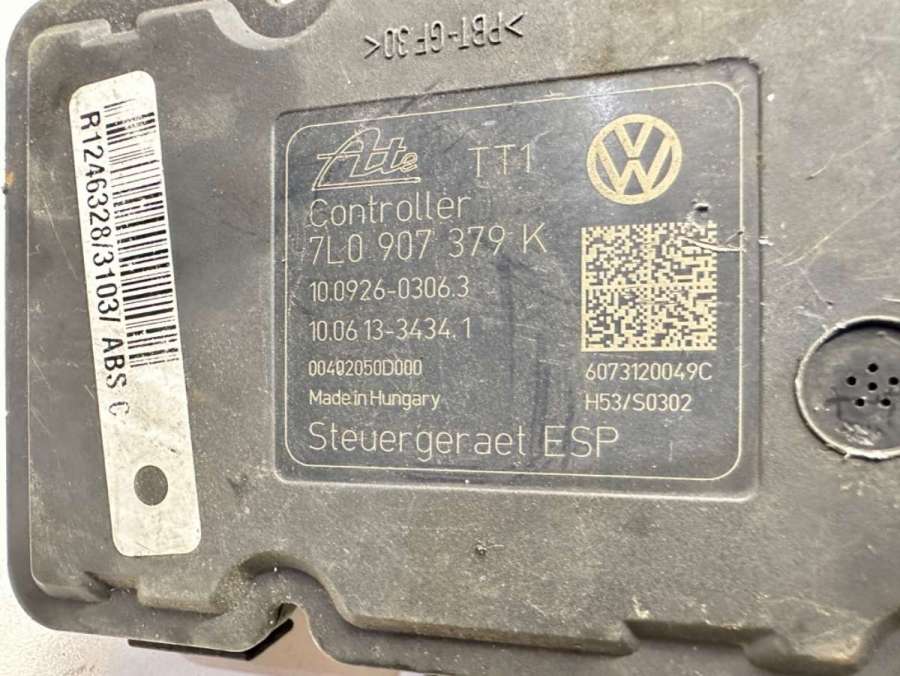 >PBT-GF30<
R1246328/3103/ABS C
Ate TT1
Controller
7L0 907 379 K
10.0926-0306.3
10.0613-3434.1
00402050D000
6073120049C
Made in Hungary
H53/S0302
Steuergeraet ESP